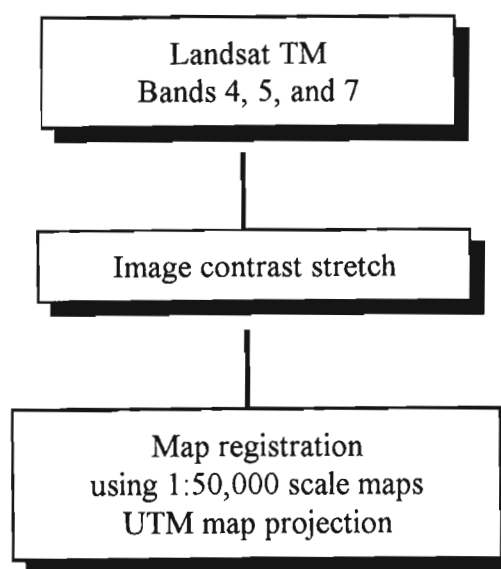 Landsat TM
Bands 4, 5, and 7
Image contrast stretch
Map registration
using 1:50,000 scale maps
UTM map projection